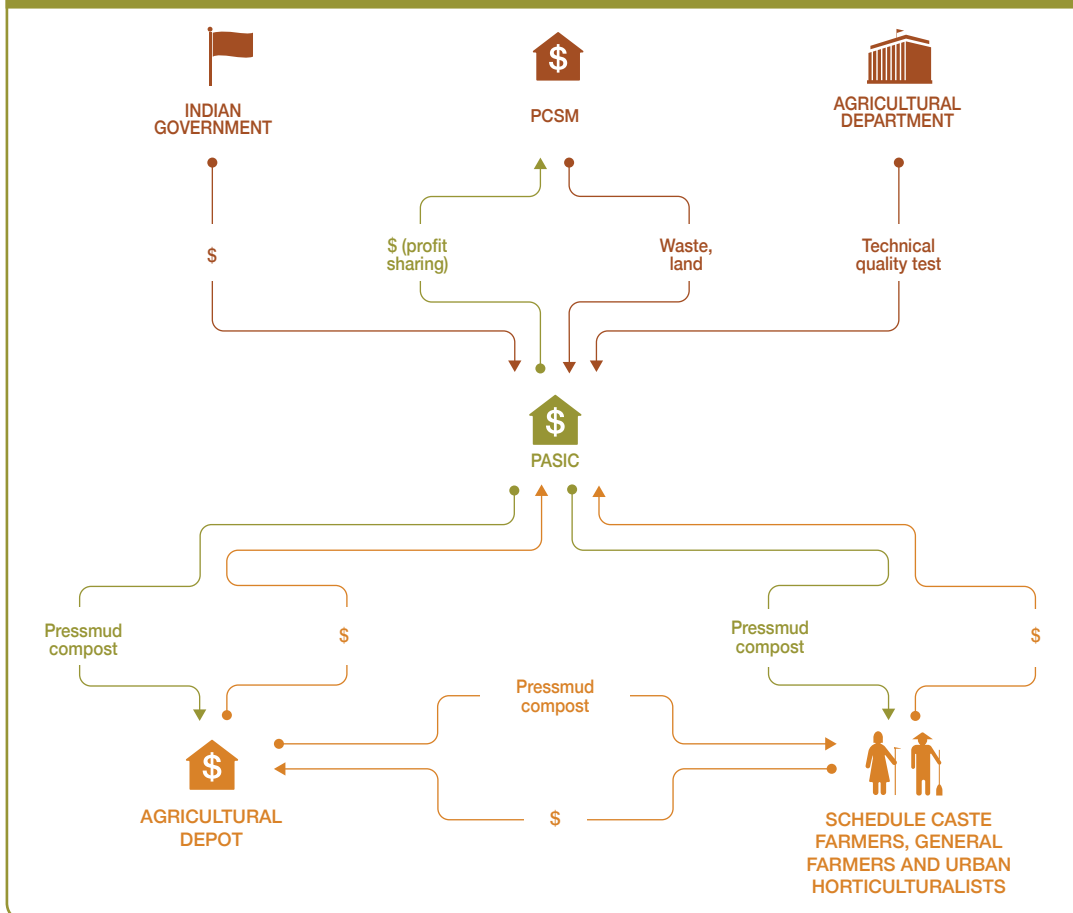 $
INDIAN
GOVERNMENT
PCSM
AGRICULTURAL
DEPARTMENT
$
$ (profit
sharing)
Waste,
land
Technical
quality test
$
PASIC
Pressmud
compost
$
Pressmud
compost
$
Pressmud
compost
$
$
AGRICULTURAL
DEPOT
SCHEDULE CASTE
FARMERS, GENERAL
FARMERS AND URBAN
HORTICULTURALISTS